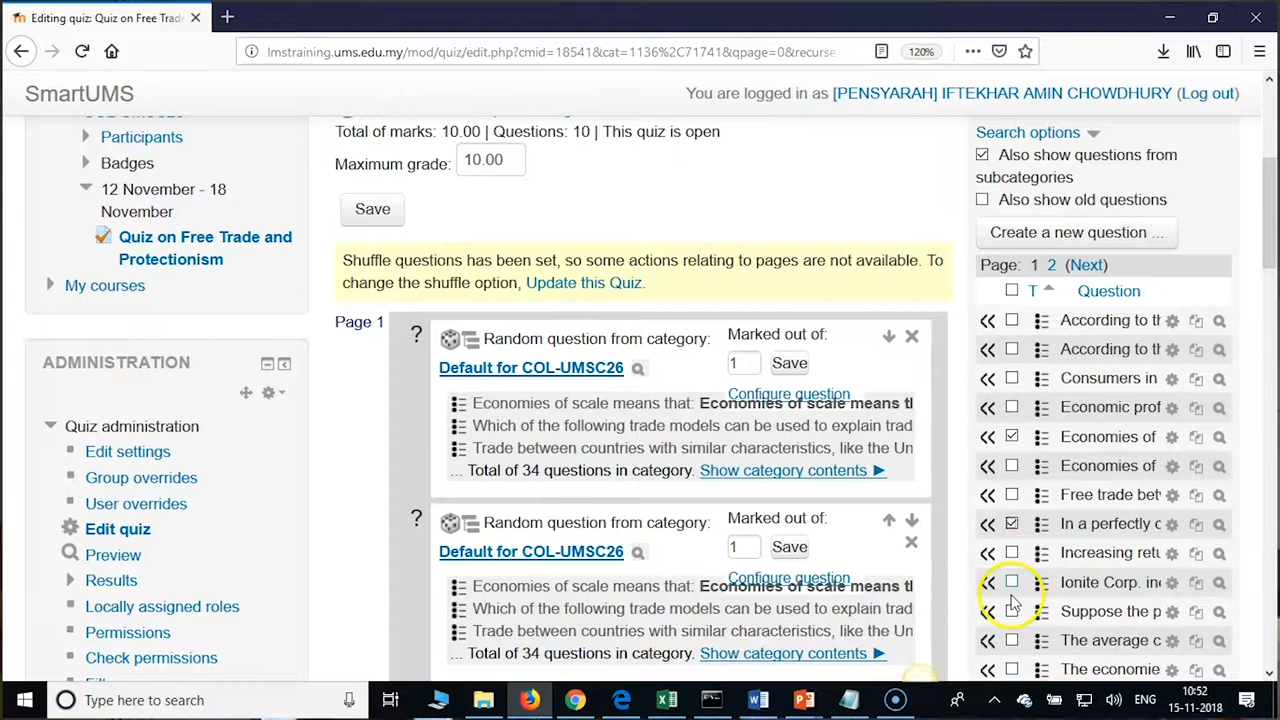 Editing quiz: Quiz on Free Trade
lmstraining.ums.edu.my/mod/quiz/edit.php?cmid=18541&cat=1136%2C71741&qpage=0&recurse
120%
SmartUMS
You are logged in as [PENSYARAH] IFTEKHAR AMIN CHOWDHURY (Log out)
Participants
Badges
12 November - 18
November
Quiz on Free Trade and
Protectionism
My courses
ADMINISTRATION
Quiz administration
Edit settings
Group overrides
User overrides
Edit quiz
Preview
Results
Locally assigned roles
Permissions
Check permissions
Total of marks: 10.00 | Questions: 10 | This quiz is open
Maximum grade: 10.00
Save
Shuffle questions has been set, so some actions relating to pages are not available. To
change the shuffle option, Update this Quiz.
Page 1
? Random question from category:
Default for COL-UMSC26
Marked out of:
1 Save
Configure question
Economies of scale means that: Economies of scale means tl
Which of the following trade models can be used to explain trad
Trade between countries with similar characteristics, like the Un
... Total of 34 questions in category. Show category contents ►
? Random question from category:
Default for COL-UMSC26
Marked out of:
1 Save
Configure question
Economies of scale means that: Economies of scale means tl
Which of the following trade models can be used to explain trad
Trade between countries with similar characteristics, like the Un
... Total of 34 questions in category. Show category contents ►
Search options
Also show questions from
subcategories
Also show old questions
Create a new question ...
Page: 1 2 (Next)
T Question
According to th
According to th
Consumers in
Economic prof
Economies of
Economies of
Free trade bet
In a perfectly c
Increasing retu
Ionite Corp. in
Suppose the p
The average c
The economie
Type here to search
ENG
10:52
15-11-2018